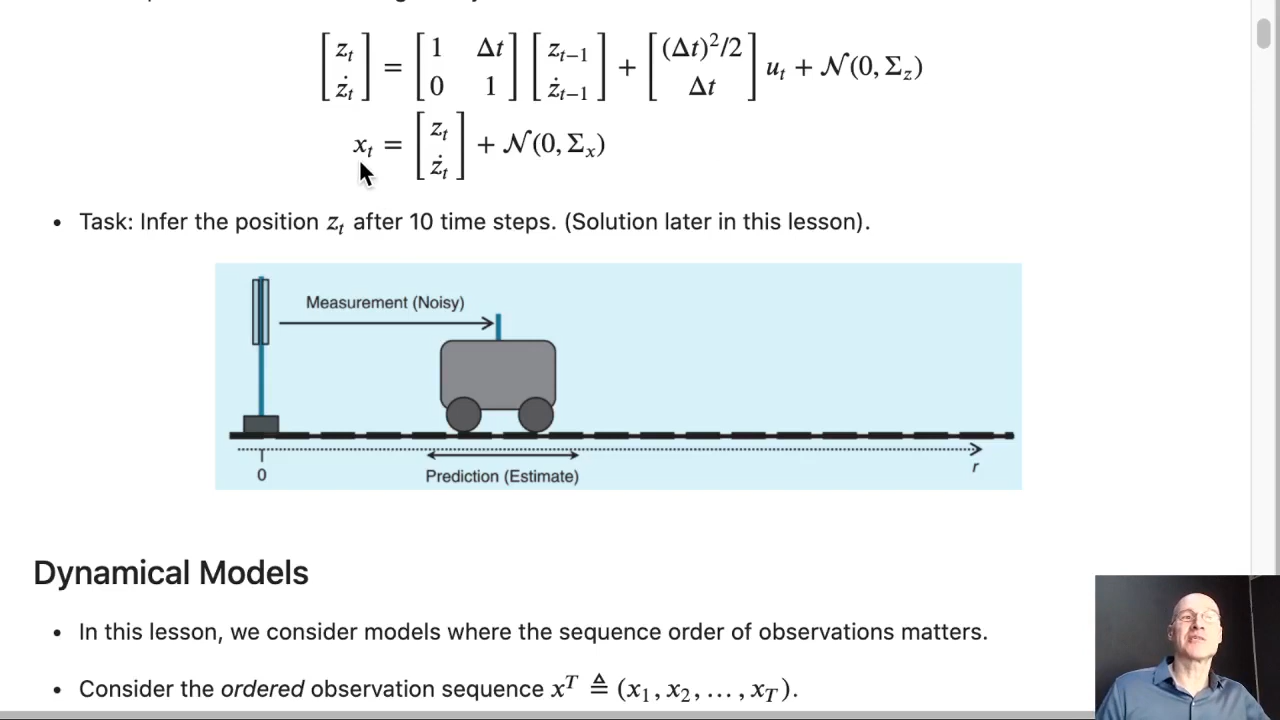 [z_t; ż_t] = [1 Δt; 0 1] [z_{t−1}; ż_{t−1}] + [(Δt)²/2; Δt] u_t + 𝒩(0, Σ_z)
x_t = [z_t; ż_t] + 𝒩(0, Σ_x)
• Task: Infer the position z_t after 10 time steps. (Solution later in this lesson).
Measurement (Noisy)
0
r
Prediction (Estimate)
Dynamical Models
• In this lesson, we consider models where the sequence order of observations matters.
• Consider the ordered observation sequence x^T ≜ (x_1, x_2, …, x_T).